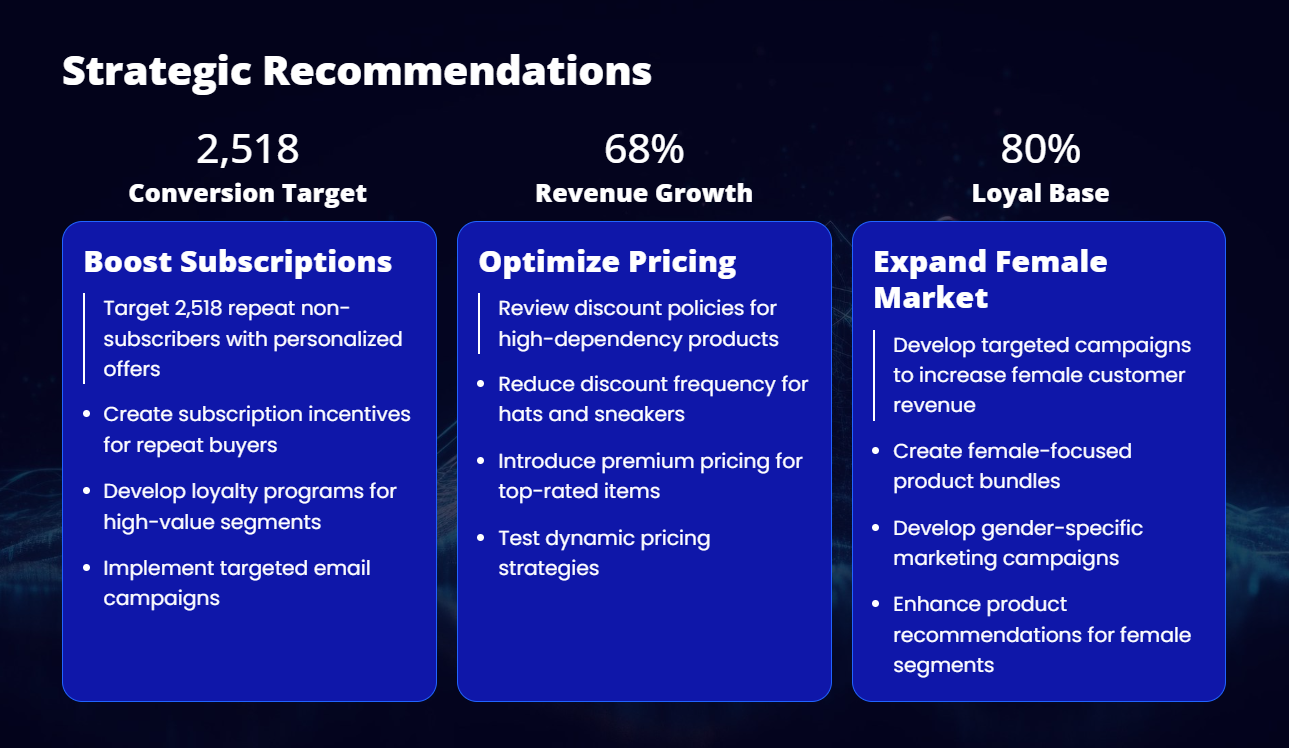 Strategic Recommendations
2,518
Conversion Target
68%
Revenue Growth
80%
Loyal Base
Boost Subscriptions
Target 2,518 repeat non-
subscribers with personalized
offers
• Create subscription incentives
for repeat buyers
• Develop loyalty programs for
high-value segments
• Implement targeted email
campaigns
Optimize Pricing
Review discount policies for
high-dependency products
• Reduce discount frequency for
hats and sneakers
• Introduce premium pricing for
top-rated items
• Test dynamic pricing
strategies
Expand Female
Market
Develop targeted campaigns
to increase female customer
revenue
• Create female-focused
product bundles
• Develop gender-specific
marketing campaigns
• Enhance product
recommendations for female
segments